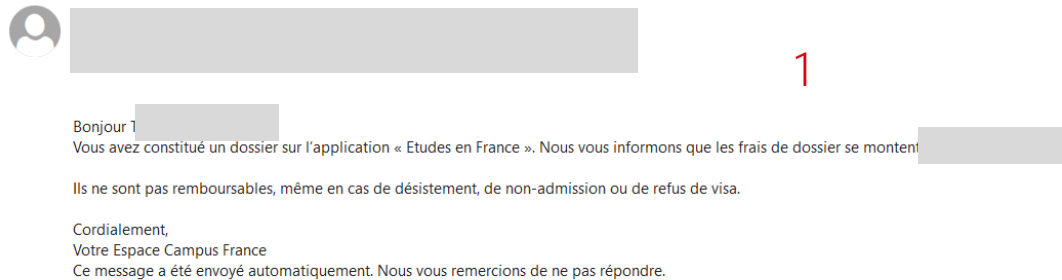 1
Bonjour
Vous avez constitué un dossier sur l'application « Etudes en France ». Nous vous informons que les frais de dossier se montent
Ils ne sont pas remboursables, même en cas de désistement, de non-admission ou de refus de visa.
Cordialement,
Votre Espace Campus France
Ce message a été envoyé automatiquement. Nous vous remercions de ne pas répondre.